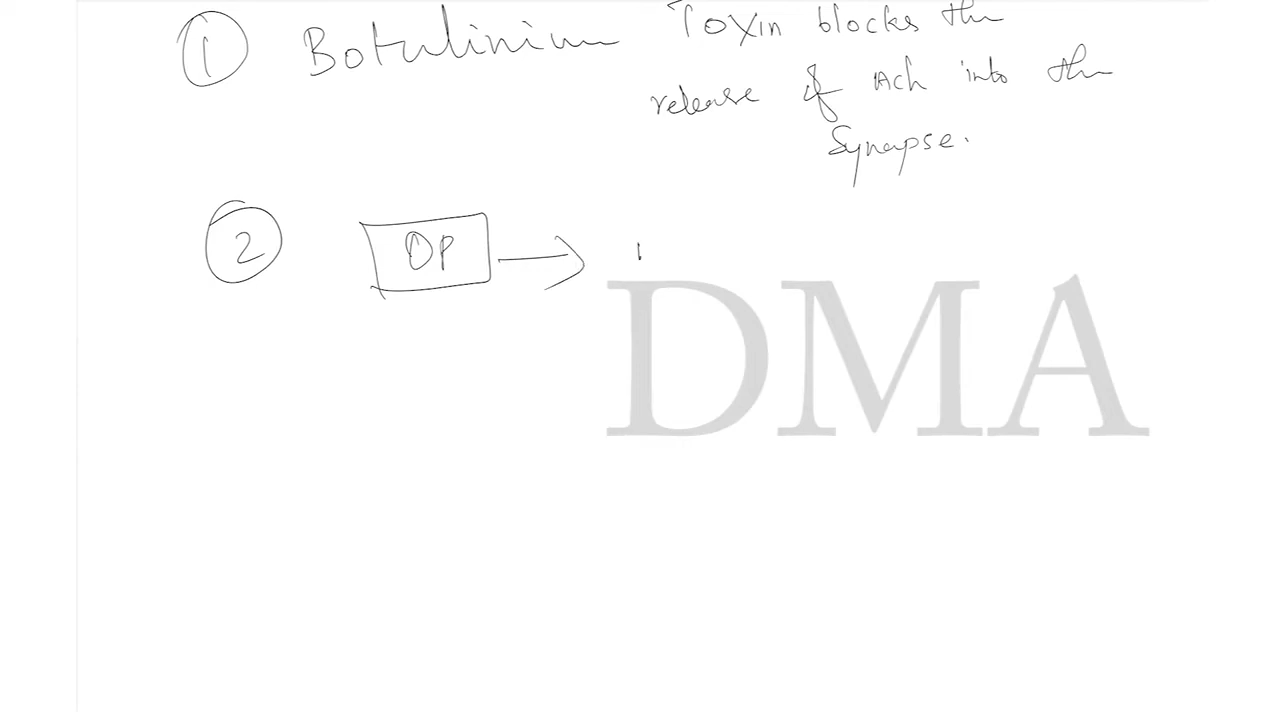 ① Botulinium Toxin blocks the
release of Ach into the
Synapse.
② OP →
DMA